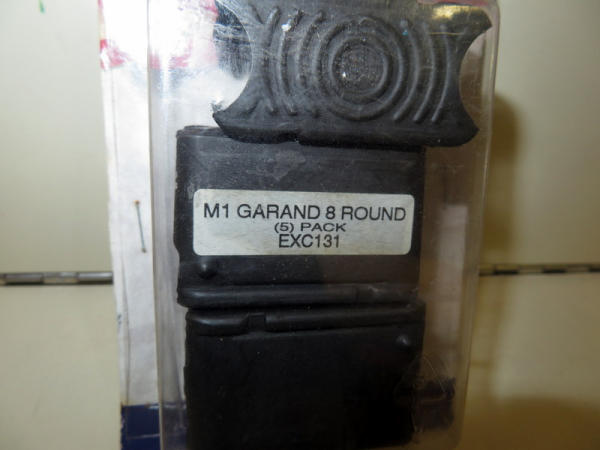 M1 GARAND 8 ROUND
(5) PACK
EXC131